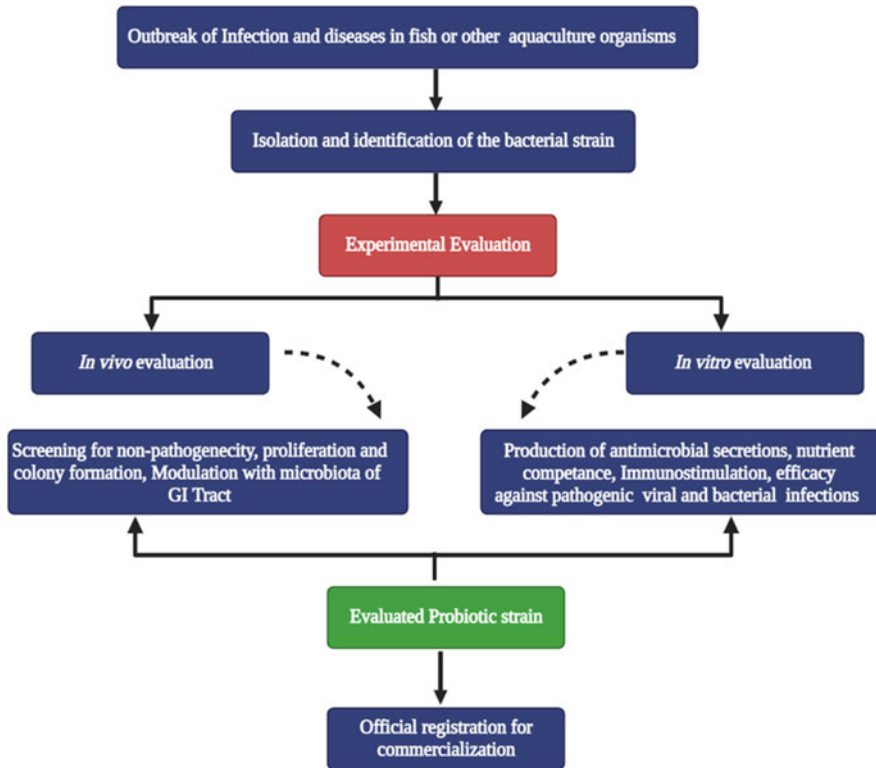 Outbreak of Infection and diseases in fish or other aquaculture organisms
Isolation and identification of the bacterial strain
Experimental Evaluation
In vivo evaluation
In vitro evaluation
Screening for non-pathogenecity, proliferation and
colony formation, Modulation with microbiota of
GI Tract
Production of antimicrobial secretions, nutrient
competance, Immunostimulation, efficacy
against pathogenic viral and bacterial infections
Evaluated Probiotic strain
Official registration for
commercialization